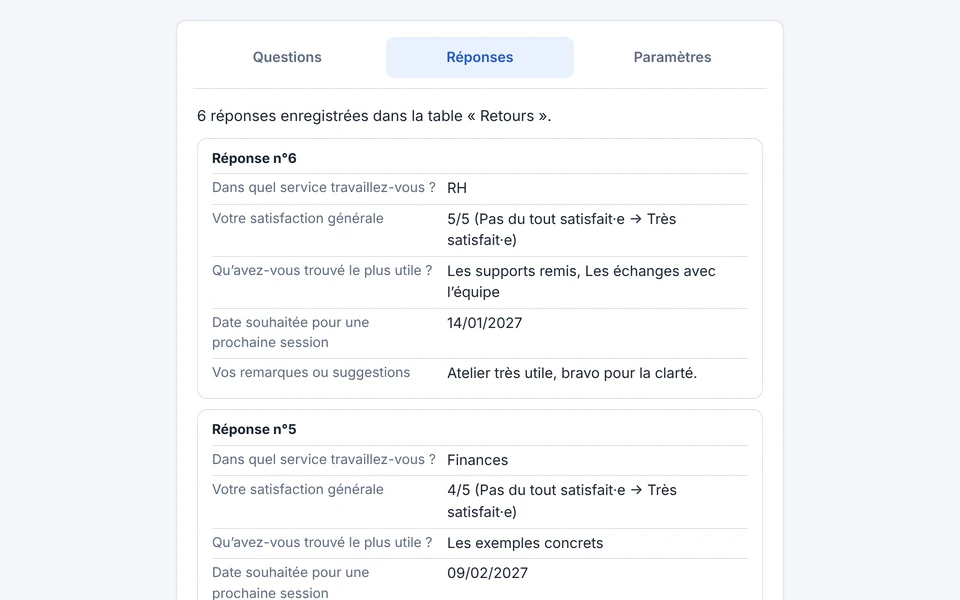 Questions
Réponses
Paramètres
6 réponses enregistrées dans la table « Retours ».
Réponse n°6
Dans quel service travaillez-vous ? RH
Votre satisfaction générale
5/5 (Pas du tout satisfait·e → Très
satisfait·e)
Qu’avez-vous trouvé le plus utile ?
Les supports remis, Les échanges avec
l’équipe
Date souhaitée pour une
prochaine session
14/01/2027
Vos remarques ou suggestions
Atelier très utile, bravo pour la clarté.
Réponse n°5
Dans quel service travaillez-vous ? Finances
Votre satisfaction générale
4/5 (Pas du tout satisfait·e → Très
satisfait·e)
Qu’avez-vous trouvé le plus utile ?
Les exemples concrets
Date souhaitée pour une
prochaine session
09/02/2027